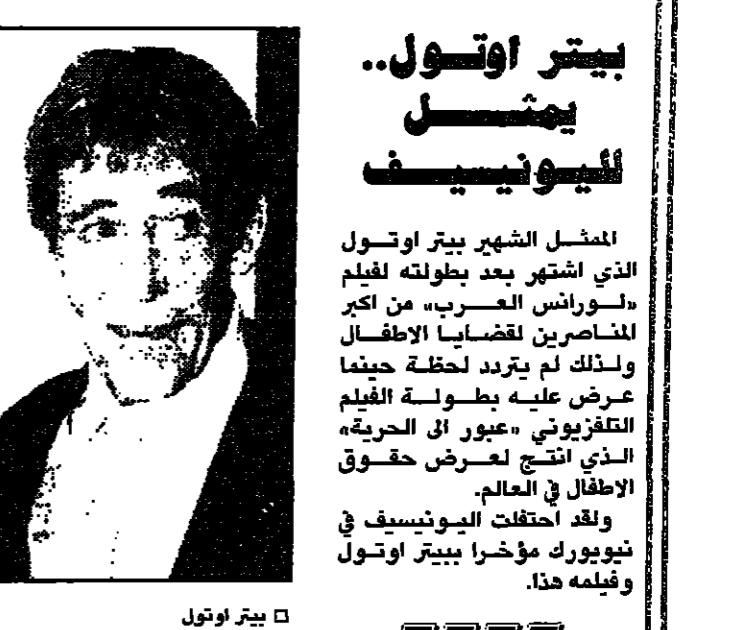 بيتر اوتول..
يمثل
لليونيسيف
الممثل الشهير بيتر اوتول
الذي اشتهر بعد بطولته لفيلم
«لورانس العرب» من اكبر
المناصرين لقضايا الاطفال
ولذلك لم يتردد لحظة حينما
عرض عليه بطولة الفيلم
التلفزيوني «عبور الى الحرية»
الذي انتج لعرض حقوق
الاطفال في العالم.
ولقد احتفلت اليونيسيف في
نيويورك مؤخرا ببيتر اوتول
وفيلمه هذا.
□ بيتر اوتول